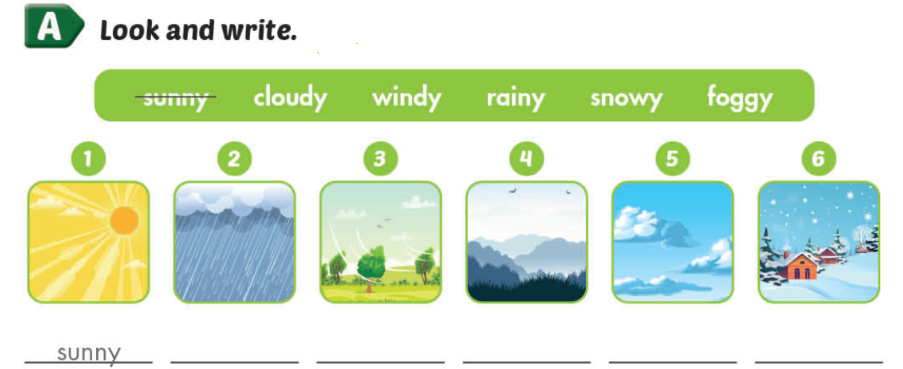 A Look and write.
sunny cloudy windy rainy snowy foggy
1 2 3 4 5 6
sunny